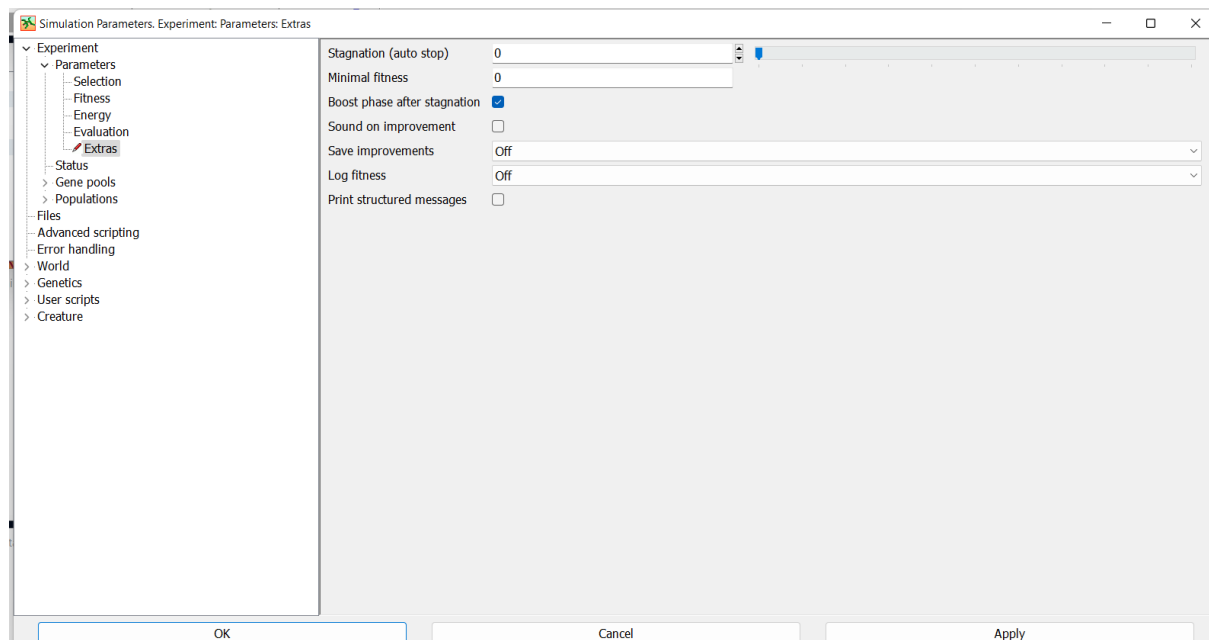 Simulation Parameters. Experiment: Parameters: Extras
Experiment
Parameters
Selection
Fitness
Energy
Evaluation
Extras
Status
Gene pools
Populations
Files
Advanced scripting
Error handling
World
Genetics
User scripts
Creature
Stagnation (auto stop) 0
Minimal fitness 0
Boost phase after stagnation
Sound on improvement
Save improvements Off
Log fitness Off
Print structured messages
OK Cancel Apply